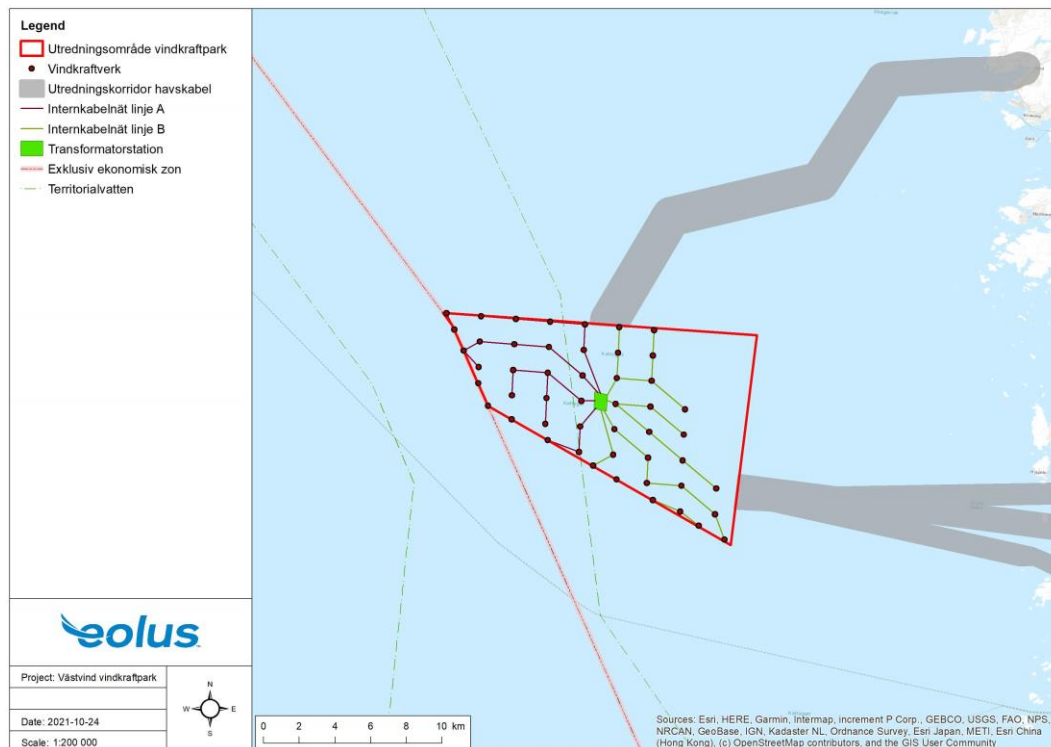 Legend
Utredningsområde vindkraftpark
Vindkraftverk
Utredningskorridor havskabel
Internkabelnät linje A
Internkabelnät linje B
Transformatorstation
Exklusiv ekonomisk zon
Territorialvatten
eolus
Project: Västvind vindkraftpark
Date: 2021-10-24
Scale: 1:200 000
N
W E
S
0 2 4 6 8 10 km
Sources: Esri, HERE, Garmin, Intermap, increment P Corp., GEBCO, USGS, FAO, NPS,
NRCAN, GeoBase, IGN, Kadaster NL, Ordnance Survey, Esri Japan, METI, Esri China
(Hong Kong), (c) OpenStreetMap contributors, and the GIS User Community